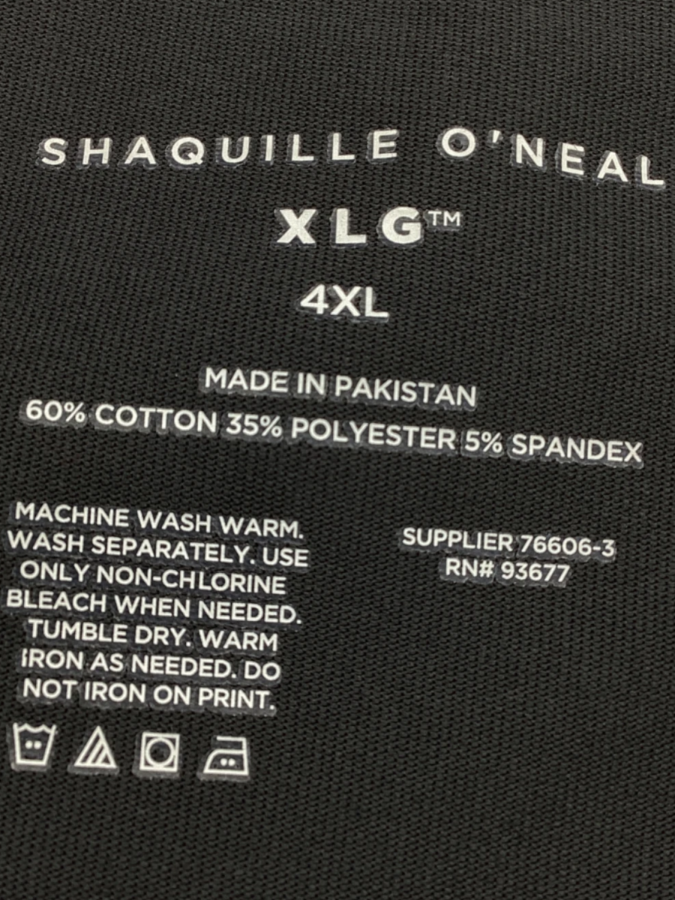 SHAQUILLE O'NEAL
XLG™
4XL
MADE IN PAKISTAN
60% COTTON 35% POLYESTER 5% SPANDEX
MACHINE WASH WARM.
WASH SEPARATELY. USE
ONLY NON-CHLORINE
BLEACH WHEN NEEDED.
TUMBLE DRY. WARM
IRON AS NEEDED. DO
NOT IRON ON PRINT.
SUPPLIER 76606-3
RN# 93677